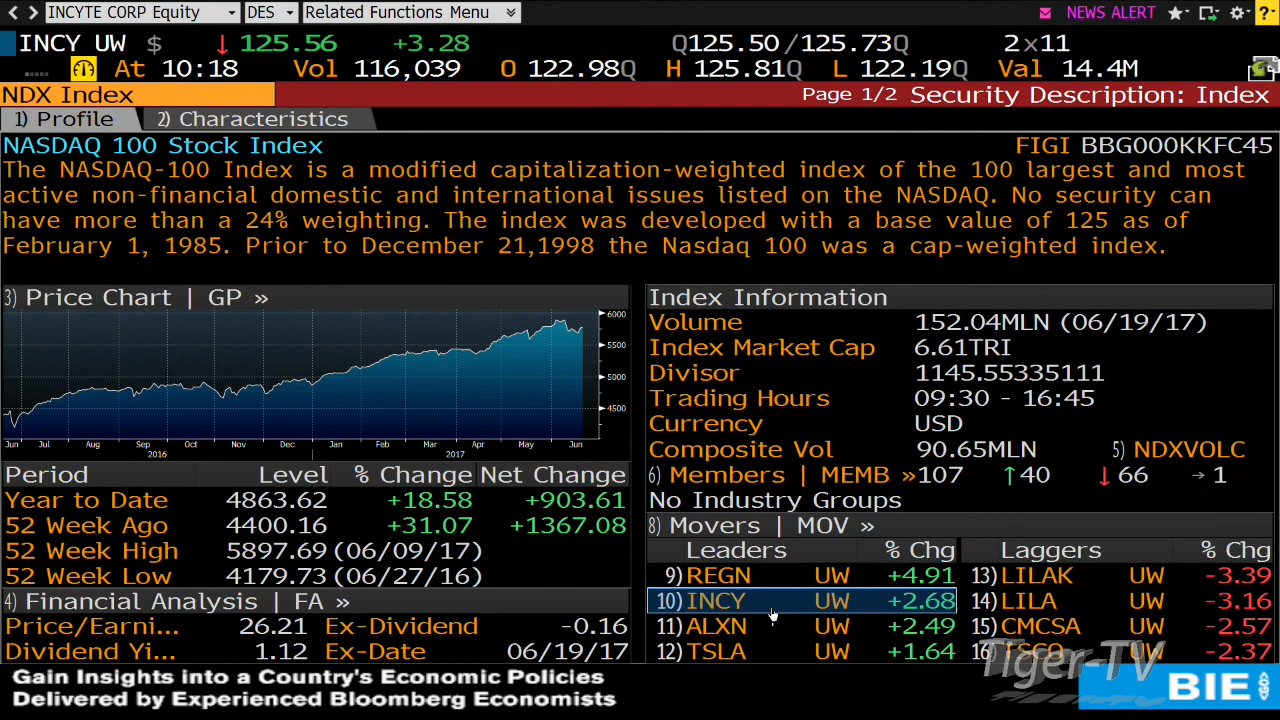 INCYTE CORP Equity DES Related Functions Menu NEWS ALERT ?
INCY UW $ ↓125.56 +3.28 Q125.50/125.73Q 2×11
At 10:18 Vol 116,039 O 122.98Q H 125.81Q L 122.19Q Val 14.4M
NDX Index Page 1/2 Security Description: Index
1) Profile 2) Characteristics
NASDAQ 100 Stock Index FIGI BBG000KKFC45
The NASDAQ-100 Index is a modified capitalization-weighted index of the 100 largest and most
active non-financial domestic and international issues listed on the NASDAQ. No security can
have more than a 24% weighting. The index was developed with a base value of 125 as of
February 1, 1985. Prior to December 21,1998 the Nasdaq 100 was a cap-weighted index.
3) Price Chart | GP »
6000
5500
5000
4500
Jun Jul Aug Sep Oct Nov Dec Jan Feb Mar Apr May Jun
2016 2017
Period Level % Change Net Change
Year to Date 4863.62 +18.58 +903.61
52 Week Ago 4400.16 +31.07 +1367.08
52 Week High 5897.69 (06/09/17)
52 Week Low 4179.73 (06/27/16)
4) Financial Analysis | FA »
Price/Earni... 26.21 Ex-Dividend -0.16
Dividend Yi... 1.12 Ex-Date 06/19/17
Index Information
Volume 152.04MLN (06/19/17)
Index Market Cap 6.61TRI
Divisor 1145.55335111
Trading Hours 09:30 - 16:45
Currency USD
Composite Vol 90.65MLN 5) NDXVOLC
6) Members | MEMB » 107 ↑40 ↓66 →1
No Industry Groups
8) Movers | MOV »
Leaders % Chg Laggers % Chg
9) REGN UW +4.91 13) LILAK UW -3.39
10) INCY UW +2.68 14) LILA UW -3.16
11) ALXN UW +2.49 15) CMCSA UW -2.57
12) TSLA UW +1.64 16) TSCO UW -2.37
Tiger-TV
Gain Insights into a Country's Economic Policies
Delivered by Experienced Bloomberg Economists
BIE